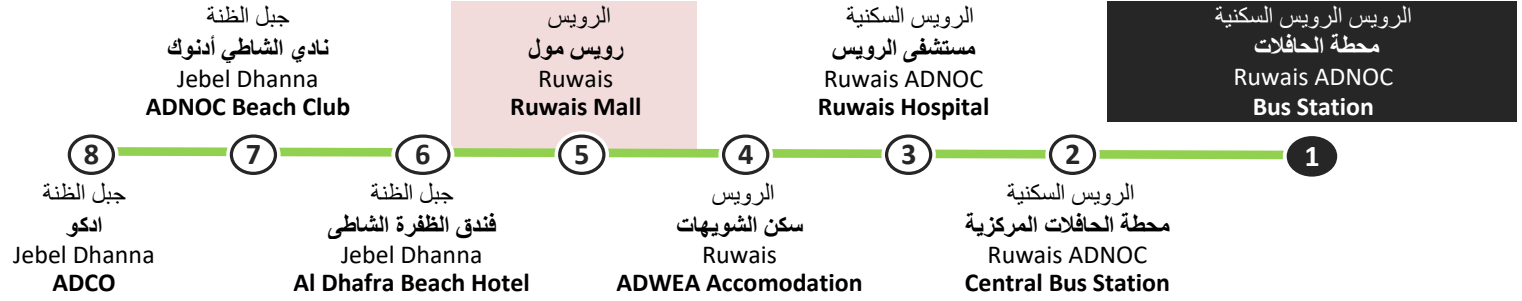 جبل الظنة
نادي الشاطي أدنوك
Jebel Dhanna
ADNOC Beach Club
الرويس
رويس مول
Ruwais
Ruwais Mall
الرويس السكنية
مستشفى الرويس
Ruwais ADNOC
Ruwais Hospital
الرويس الرويس السكنية
محطة الحافلات
Ruwais ADNOC
Bus Station
8 7 6 5 4 3 2 1
جبل الظنة
ادكو
Jebel Dhanna
ADCO
جبل الظنة
فندق الظفرة الشاطى
Jebel Dhanna
Al Dhafra Beach Hotel
الرويس
سكن الشويهات
Ruwais
ADWEA Accomodation
الرويس السكنية
محطة الحافلات المركزية
Ruwais ADNOC
Central Bus Station